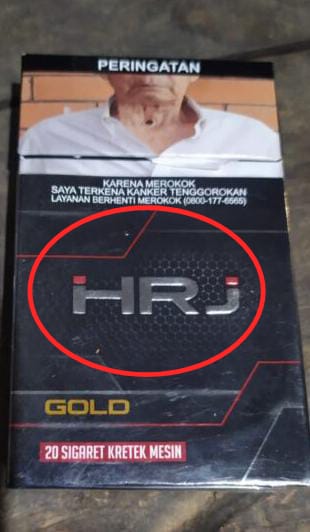 PERINGATAN
KARENA MEROKOK
SAYA TERKENA KANKER TENGGOROKAN
LAYANAN BERHENTI MEROKOK (0800-177-6565)
HRJ
GOLD
20 SIGARET KRETEK MESIN